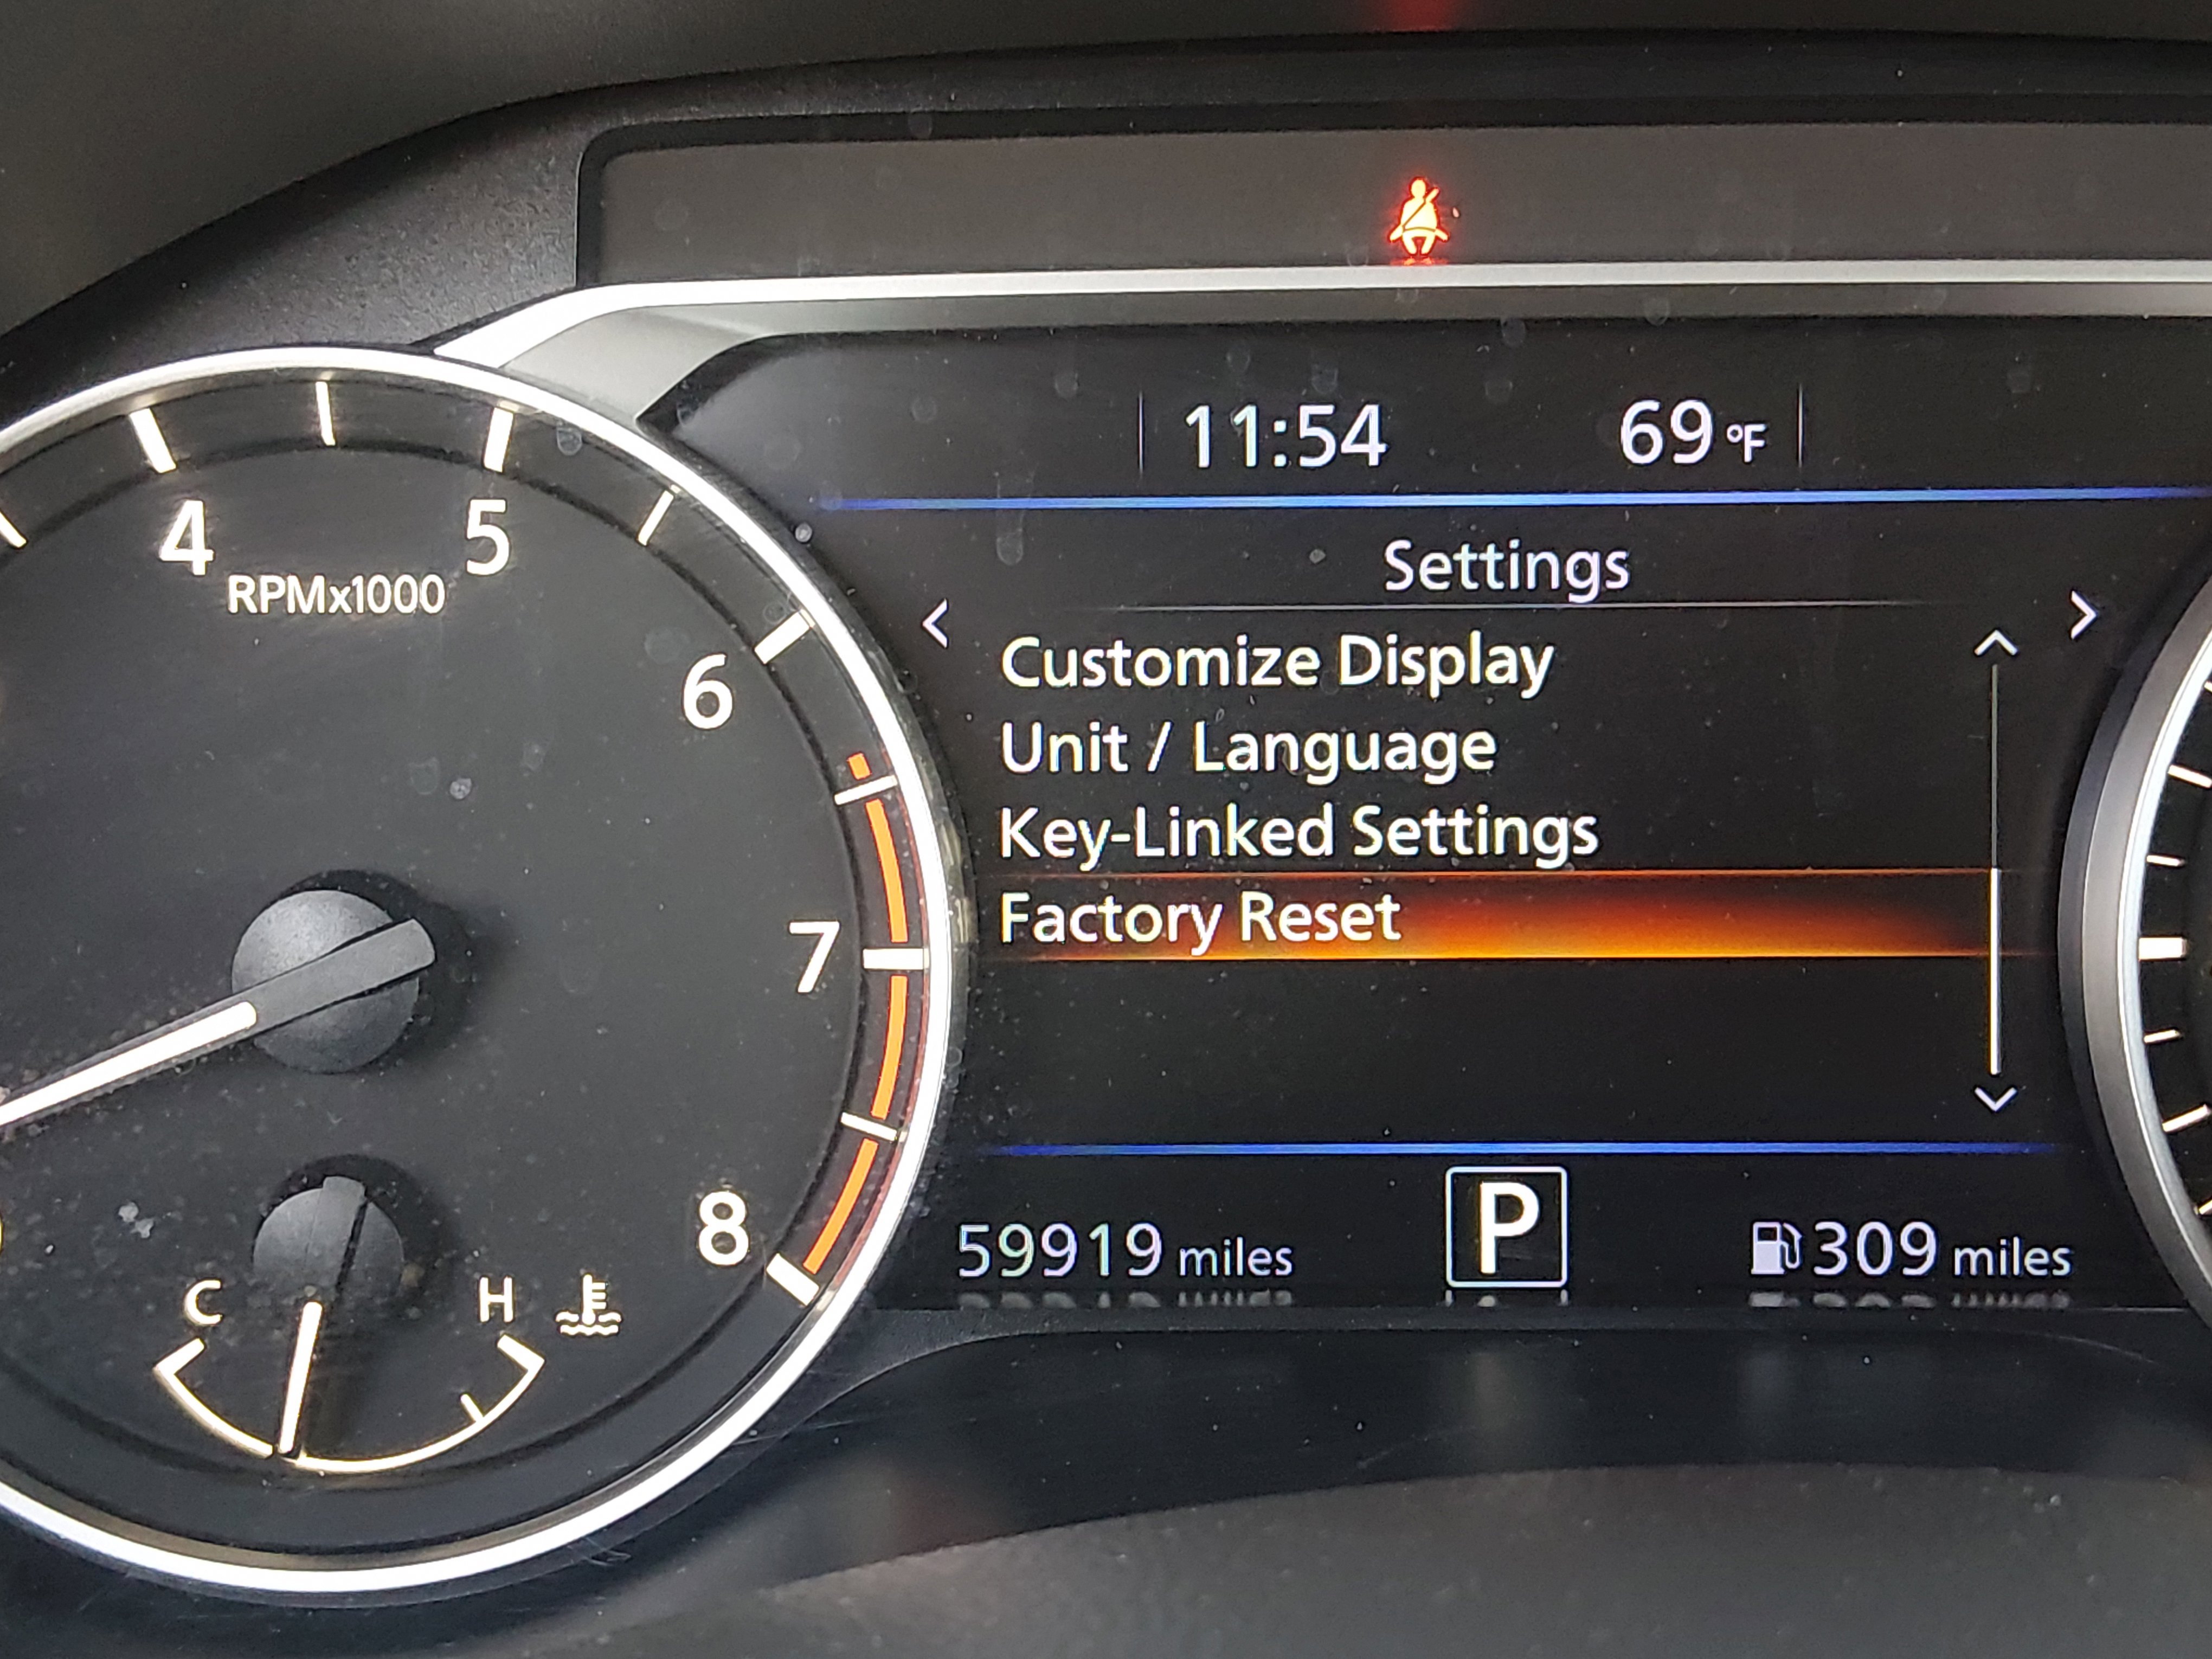 11:54 69 °F
Settings
Customize Display
Unit / Language
Key-Linked Settings
Factory Reset
59919 miles P 309 miles
4 5
RPMx1000
6
7
8
C H